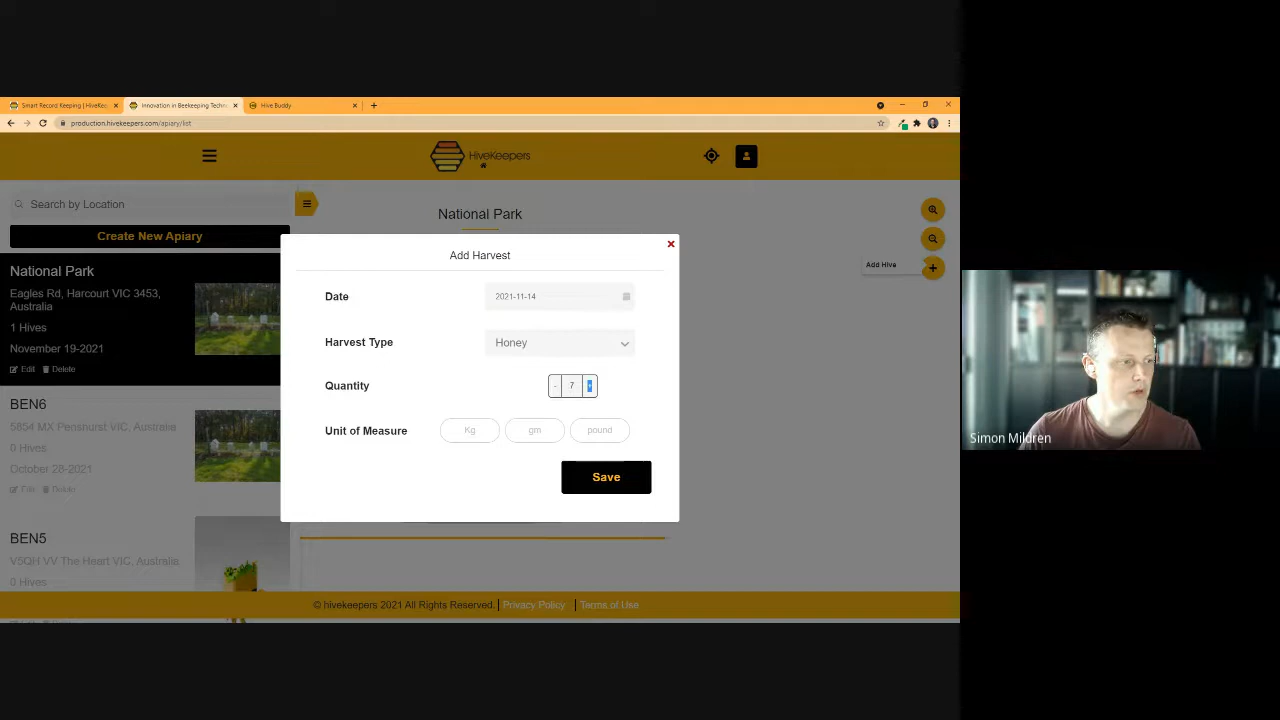 Smart Record Keeping | HiveKee
Innovation in Beekeeping Techn
Hive Buddy
production.hivekeepers.com/apiary/list
HiveKeepers
Search by Location
Create New Apiary
National Park
Eagles Rd, Harcourt VIC 3453,
Australia
1 Hives
November 19-2021
Edit Delete
BEN6
5854 MX Penshurst VIC, Australia
0 Hives
October 28-2021
Edit Delete
BEN5
V5QH VV The Heart VIC, Australia
0 Hives
National Park
Add Hive
Add Harvest
Date
2021-11-14
Harvest Type
Honey
Quantity
- 7 +
Unit of Measure
Kg gm pound
Save
© hivekeepers 2021 All Rights Reserved. | Privacy Policy | Terms of Use
Simon Mildren